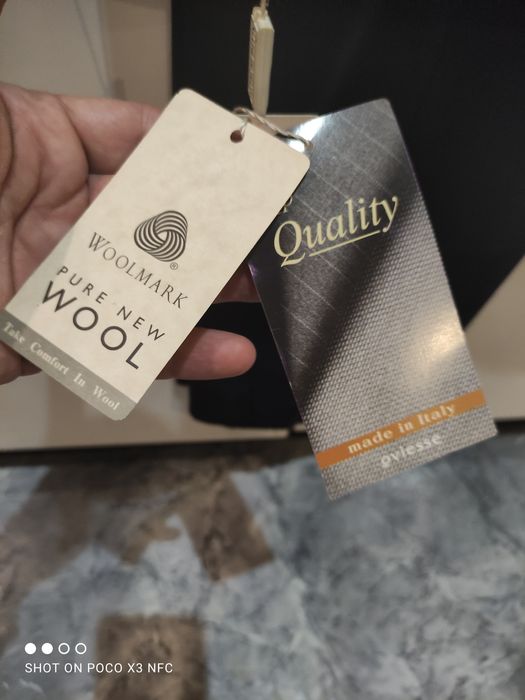 WOOLMARK
PURE NEW
WOOL
Take Comfort In Wool
Quality
made in Italy
oviesse
SHOT ON POCO X3 NFC